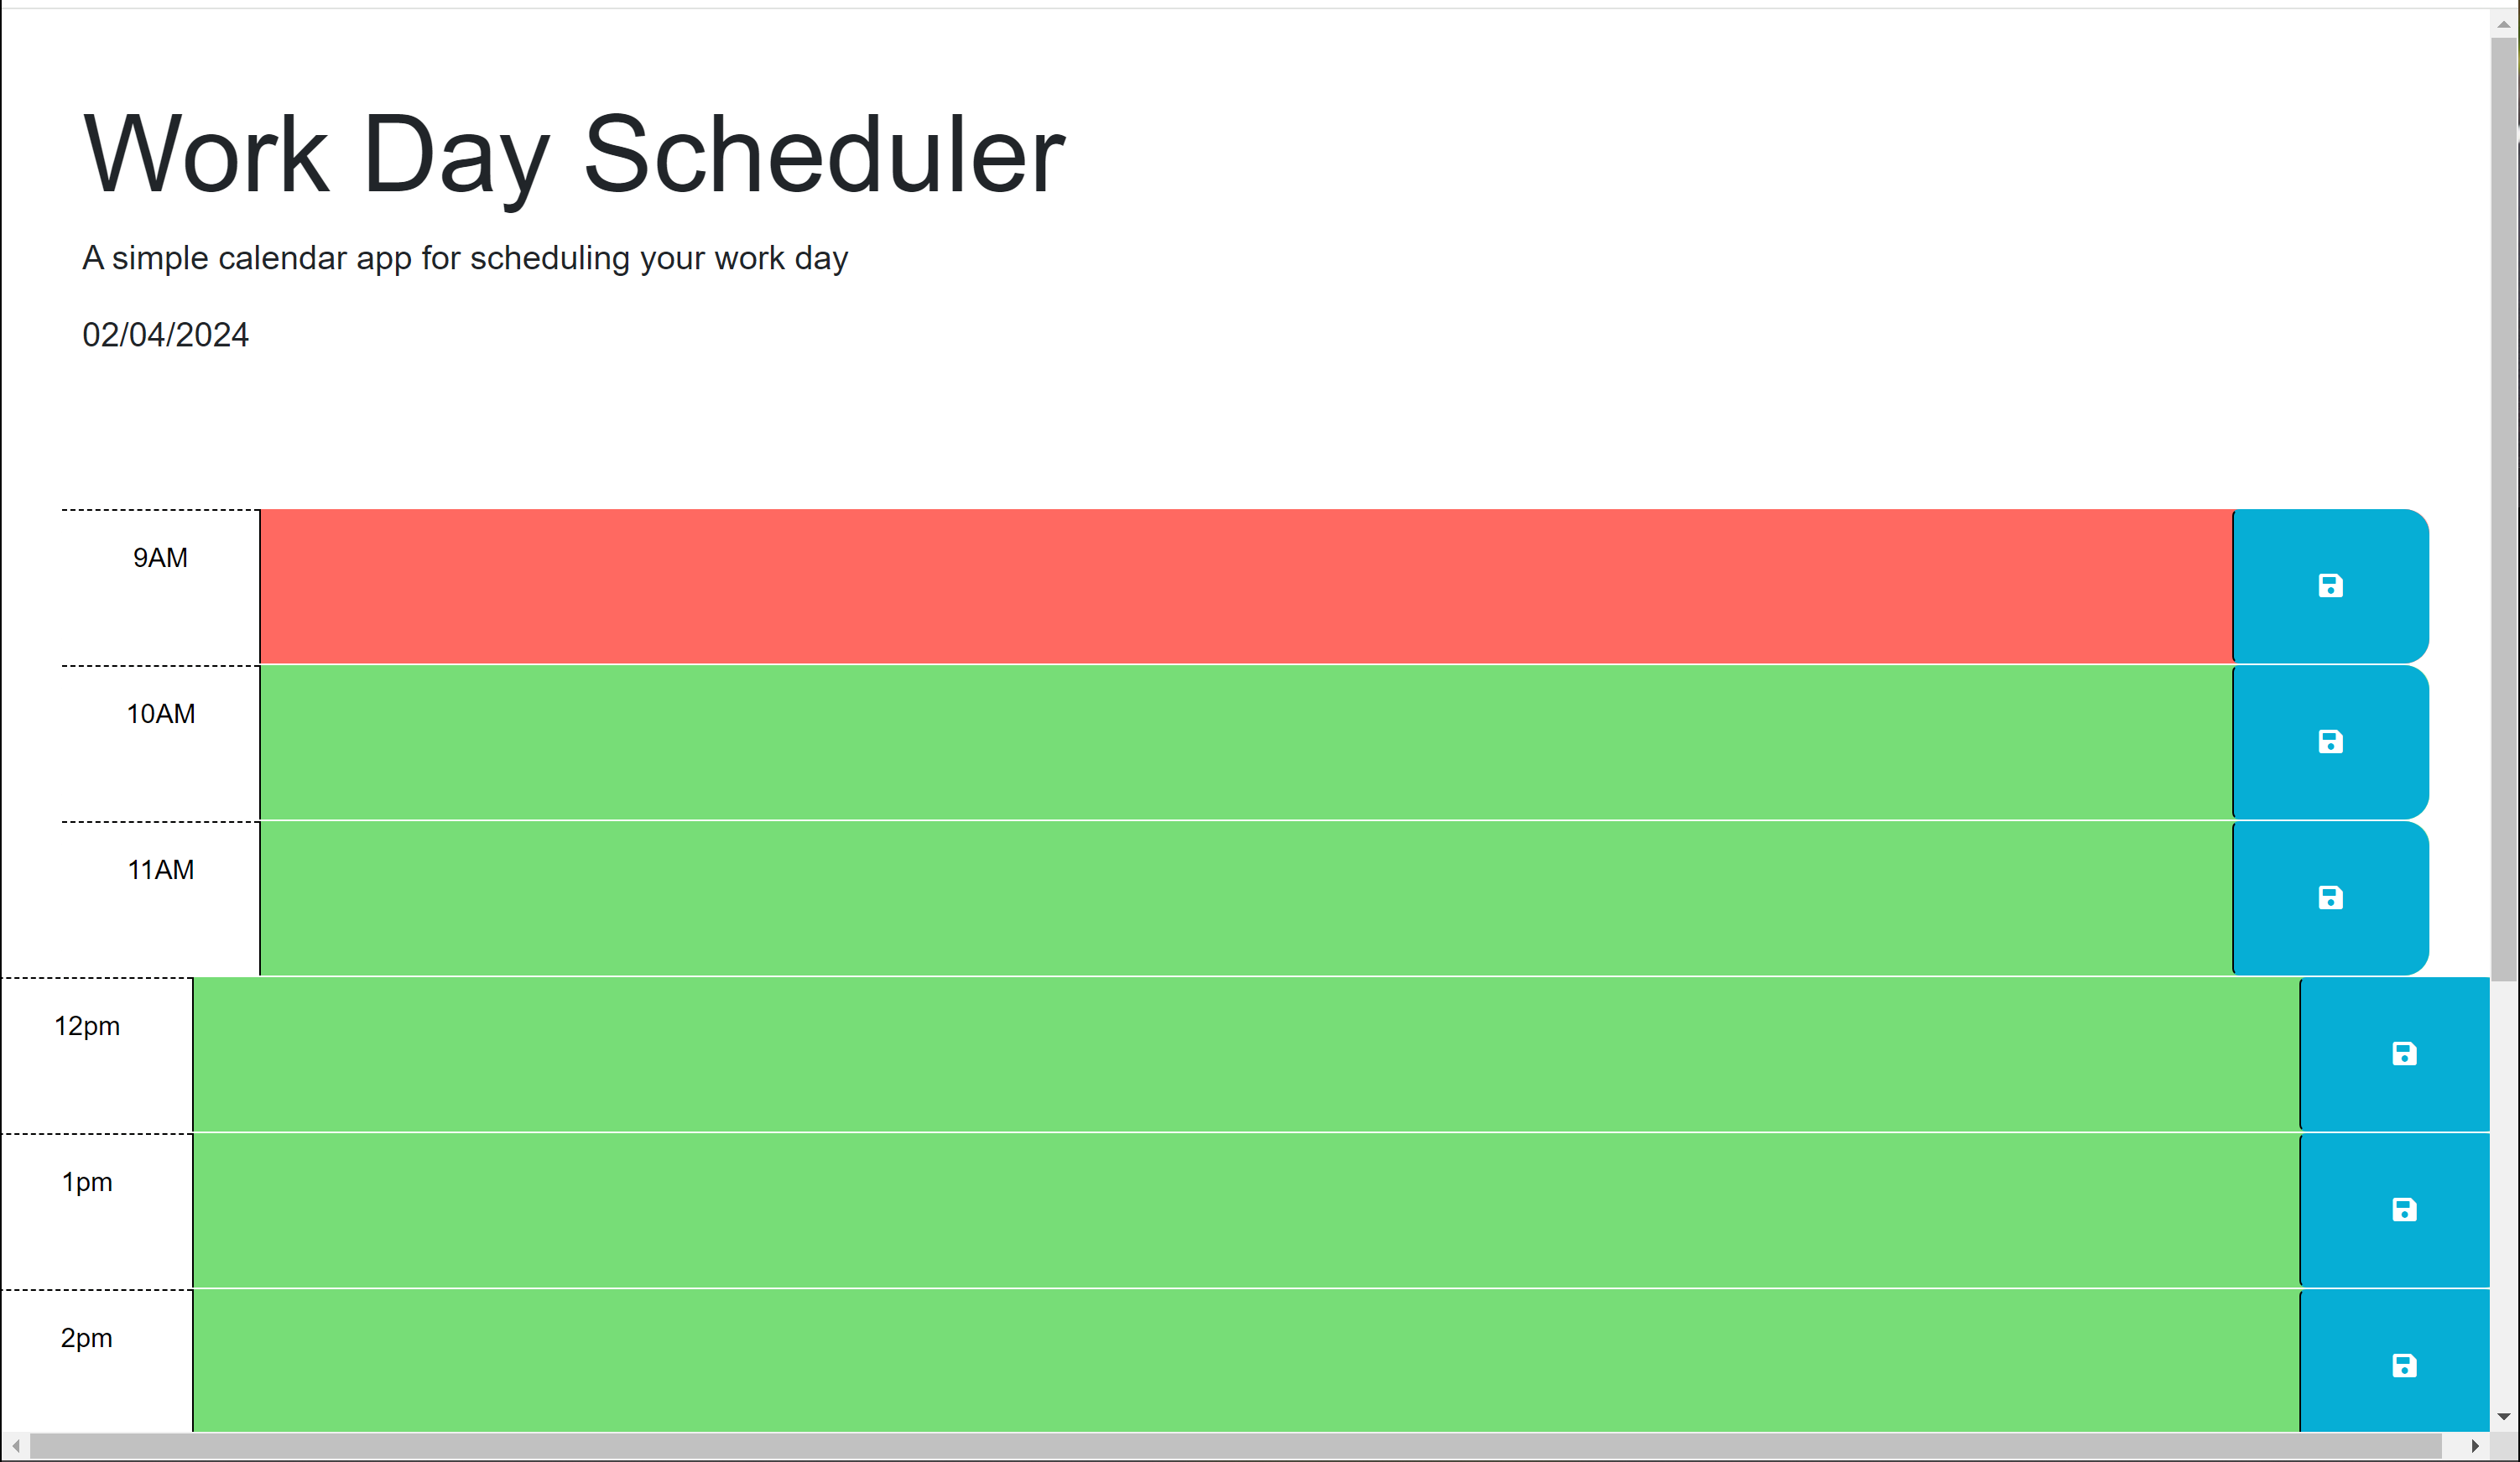 Work Day Scheduler
A simple calendar app for scheduling your work day
02/04/2024
9AM
10AM
11AM
12pm
1pm
2pm